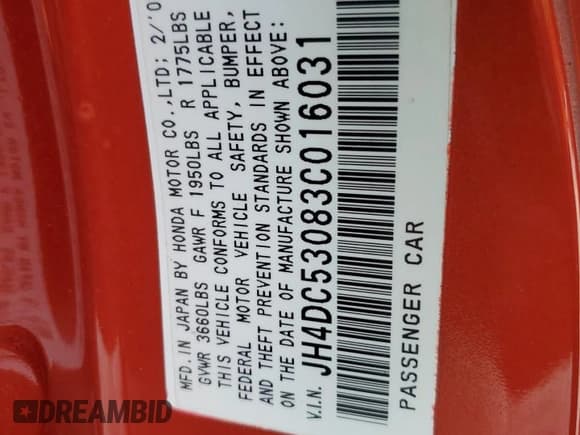 MFD. IN JAPAN BY HONDA MOTOR CO., LTD; 2/'0
GVWR 3660LBS GAWR F 1950LBS R 1775LBS
THIS VEHICLE CONFORMS TO ALL APPLICABLE
FEDERAL MOTOR VEHICLE SAFETY, BUMPER,
AND THEFT PREVENTION STANDARDS IN EFFECT
ON THE DATE OF MANUFACTURE SHOWN ABOVE:
V.I.N. JH4DC53083C016031
PASSENGER CAR
DREAMBID